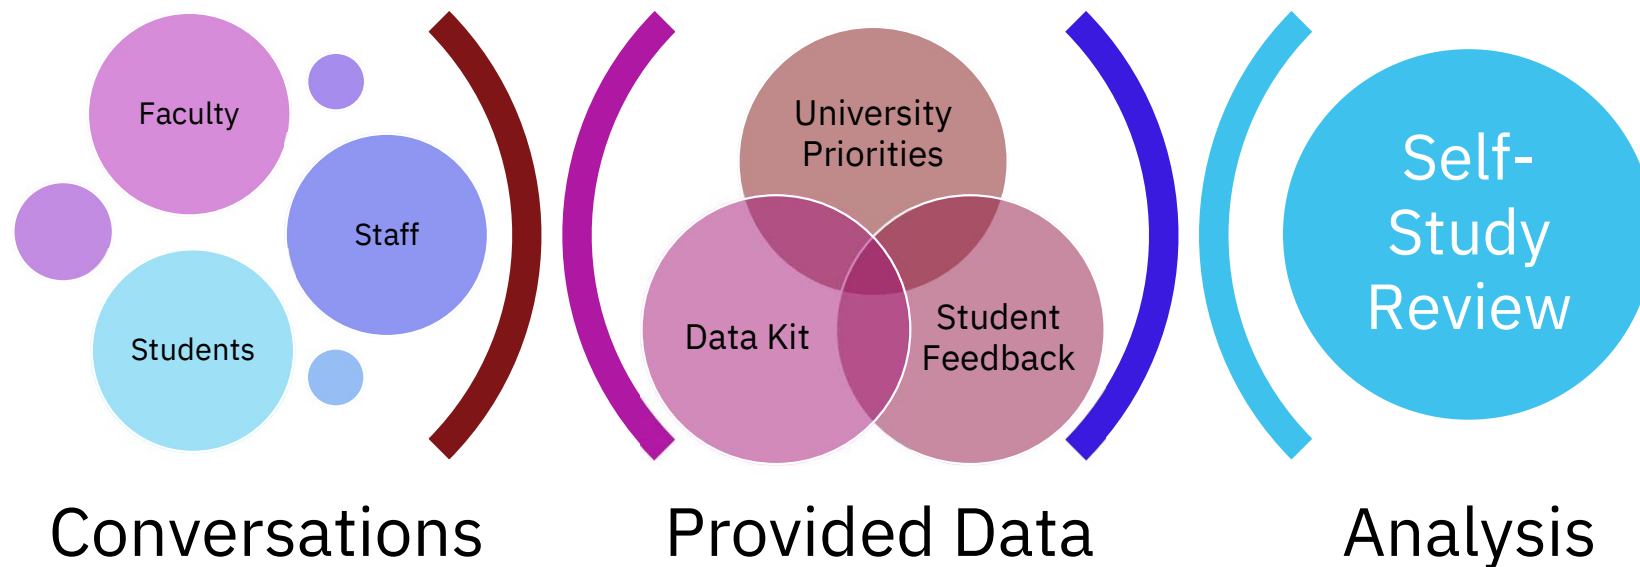 Faculty
Staff
Students
Conversations
University
Priorities
Data Kit
Student
Feedback
Provided Data
Self-
Study
Review
Analysis